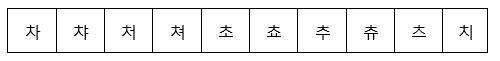 차 챠 처 쳐 초 쵸 추 츄 츠 치